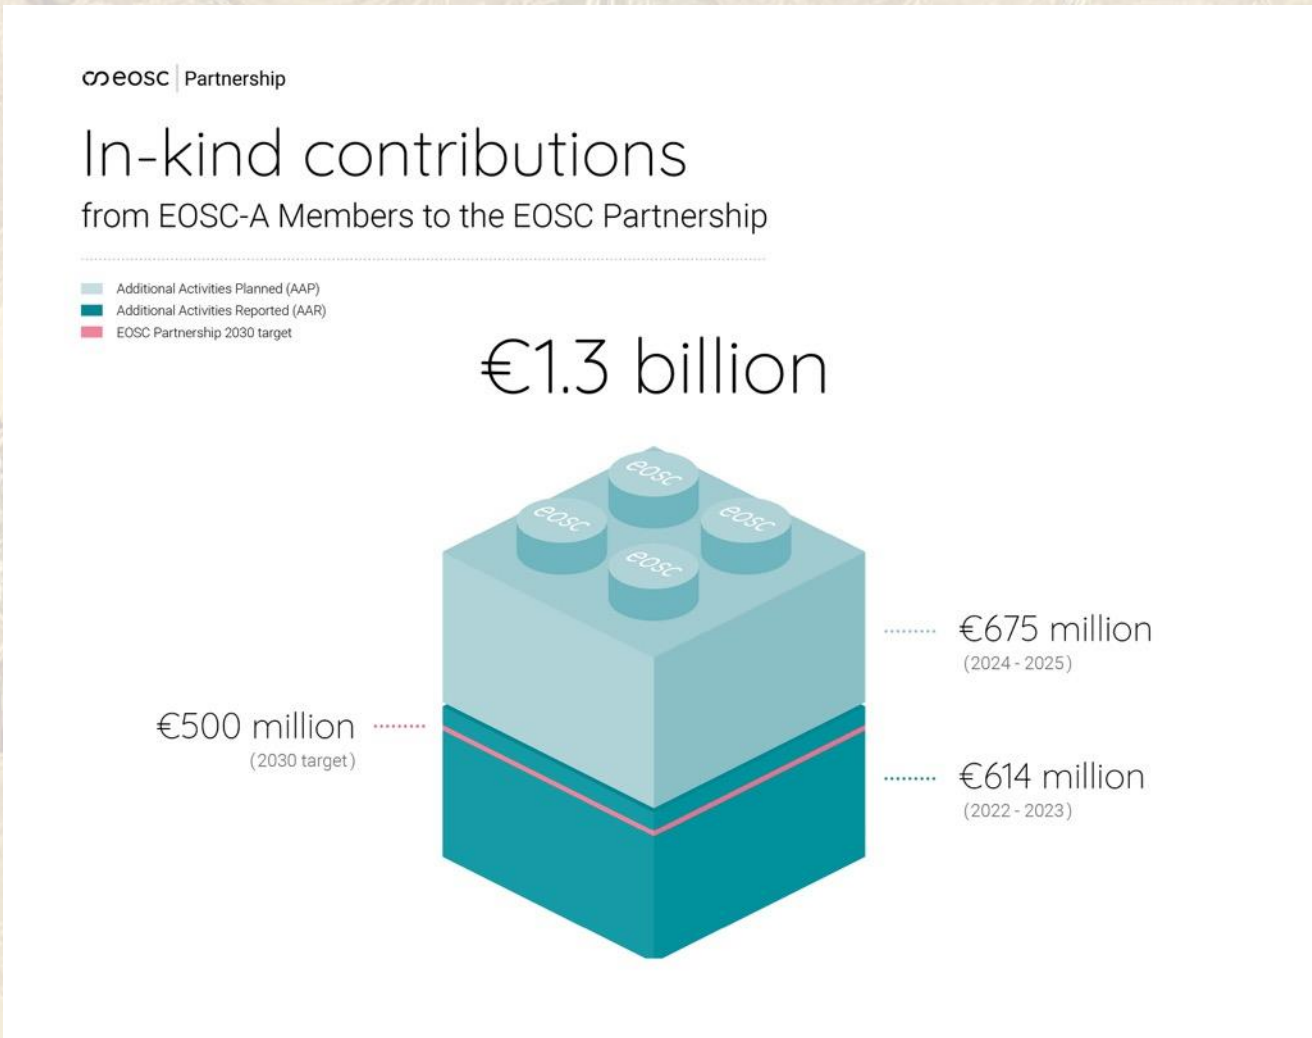 eosc Partnership
In-kind contributions
from EOSC-A Members to the EOSC Partnership
Additional Activities Planned (AAP)
Additional Activities Reported (AAR)
EOSC Partnership 2030 target
€1.3 billion
eosc
eosc
eosc
eosc
€675 million
(2024 - 2025)
€500 million
(2030 target)
€614 million
(2022 - 2023)